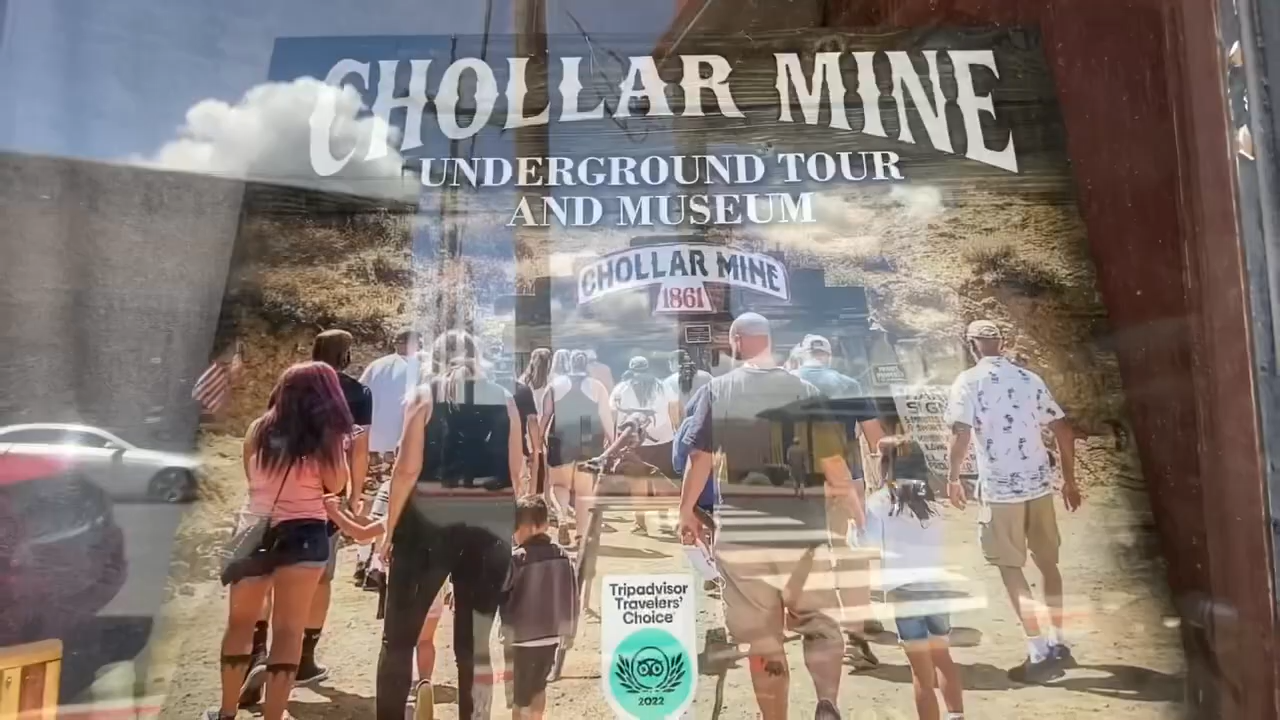 CHOLLAR MINE
UNDERGROUND TOUR
AND MUSEUM
CHOLLAR MINE
1861
Tripadvisor
Travelers'
Choice
2022